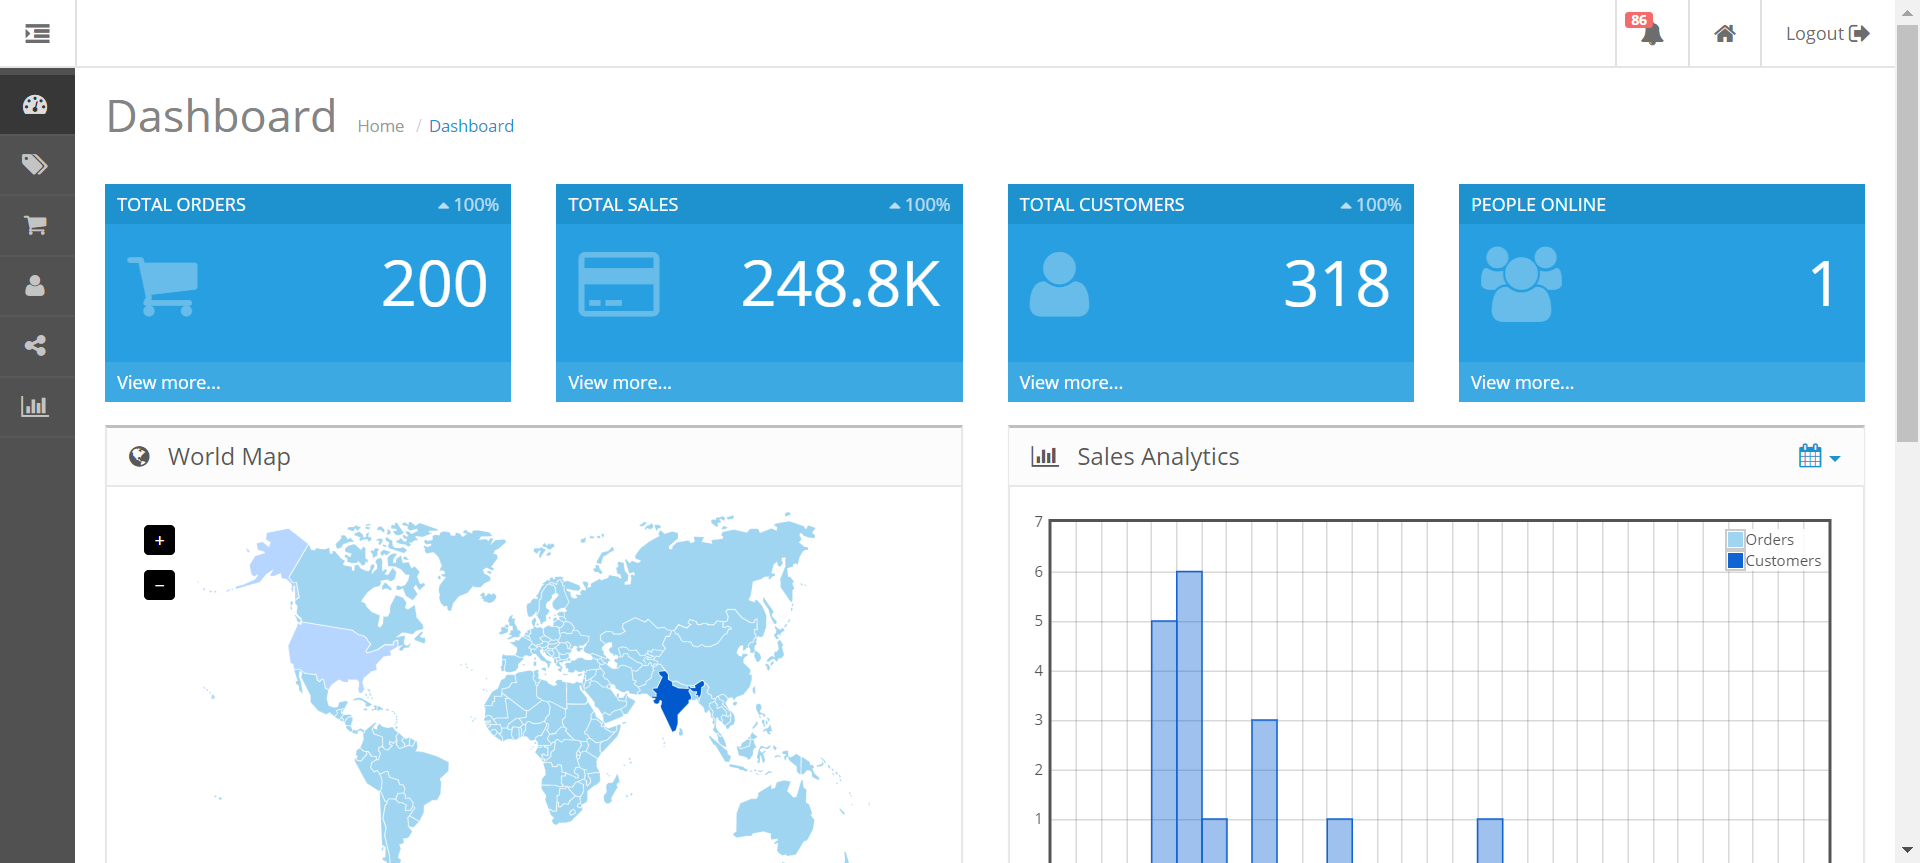 86
Logout
Dashboard
Home / Dashboard
TOTAL ORDERS 100%
200
View more...
TOTAL SALES 100%
248.8K
View more...
TOTAL CUSTOMERS 100%
318
View more...
PEOPLE ONLINE
1
View more...
World Map
+
−
Sales Analytics
7
6
5
4
3
2
1
Orders
Customers